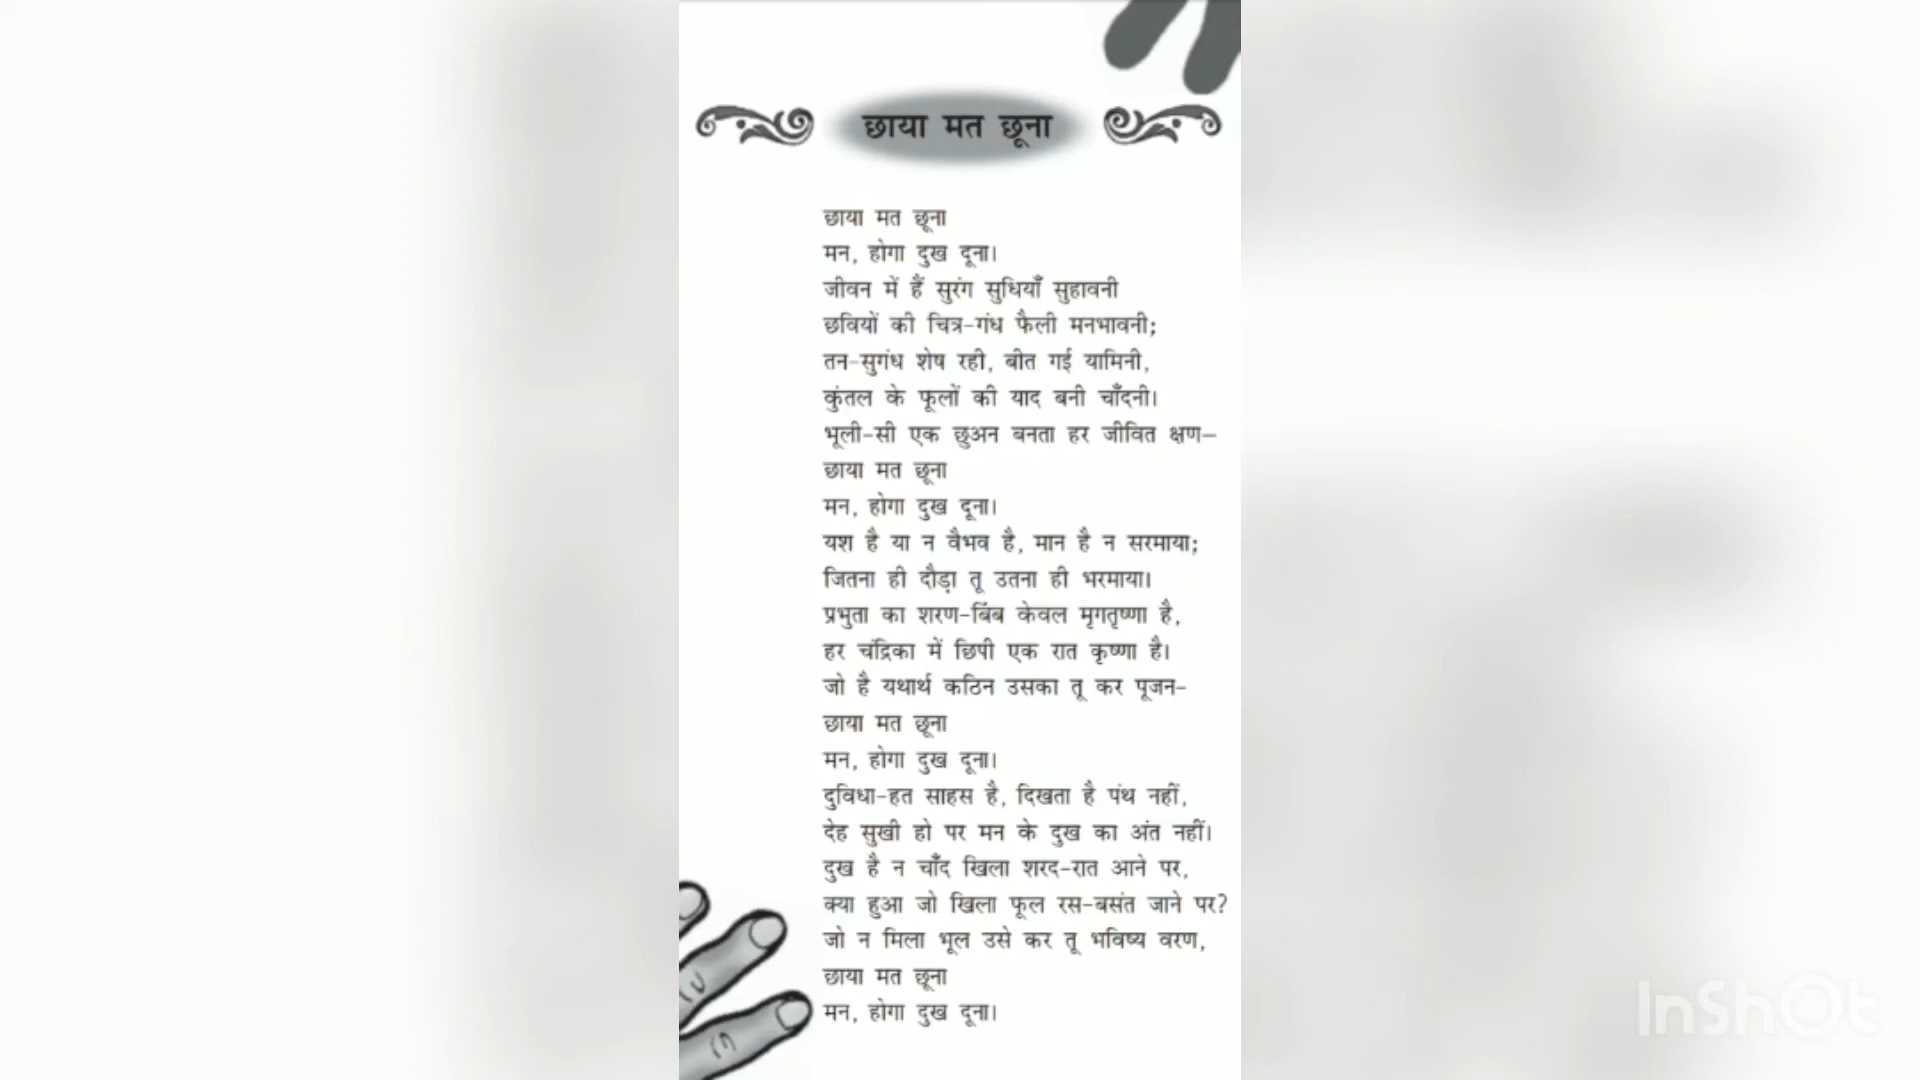 छाया मत छूना
छाया मत छूना
मन, होगा दुख दूना।
जीवन में हैं सुरंग सुधियाँ सुहावनी
छवियों की चित्र-गंध फैली मनभावनी;
तन-सुगंध शेष रही, बीत गई यामिनी,
कुंतल के फूलों की याद बनी चाँदनी।
भूली-सी एक छुअन बनता हर जीवित क्षण–
छाया मत छूना
मन, होगा दुख दूना।
यश है या न वैभव है, मान है न सरमाया;
जितना ही दौड़ा तू उतना ही भरमाया।
प्रभुता का शरण-बिंब केवल मृगतृष्णा है,
हर चंद्रिका में छिपी एक रात कृष्णा है।
जो है यथार्थ कठिन उसका तू कर पूजन-
छाया मत छूना
मन, होगा दुख दूना।
दुविधा-हत साहस है, दिखता है पंथ नहीं,
देह सुखी हो पर मन के दुख का अंत नहीं।
दुख है न चाँद खिला शरद-रात आने पर,
क्या हुआ जो खिला फूल रस-बसंत जाने पर?
जो न मिला भूल उसे कर तू भविष्य वरण,
छाया मत छूना
मन, होगा दुख दूना।
InShOt